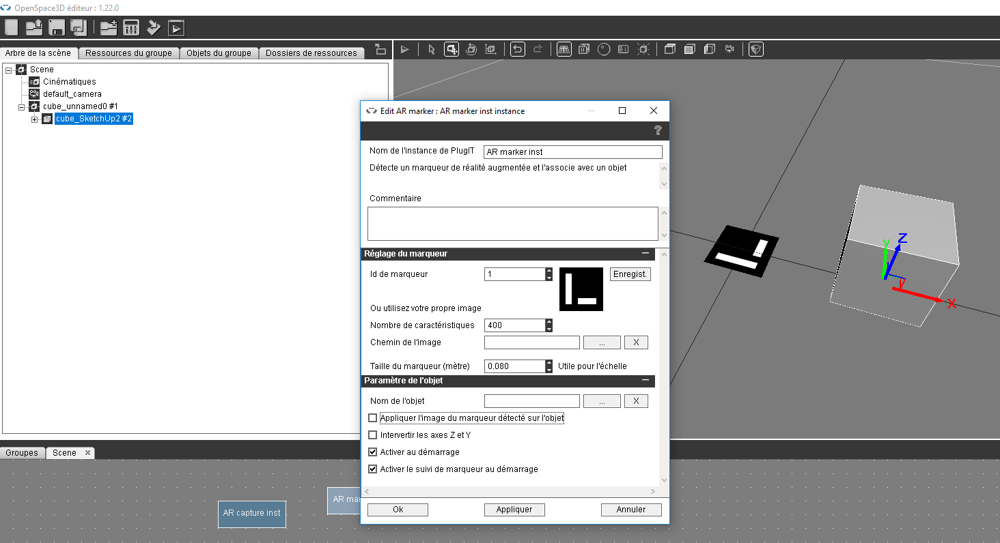 OpenSpace3D éditeur : 1.22.0
Arbre de la scène Ressources du groupe Objets du groupe Dossiers de ressources
Scene
Cinématiques
default_camera
cube_unnamed0 #1
cube_SketchUp2 #2
Edit AR marker : AR marker inst instance
?
Nom de l'instance de PlugIT AR marker inst
Détecte un marqueur de réalité augmentée et l'associe avec un objet
Commentaire
Réglage du marqueur
Id de marqueur 1 Enregist.
Ou utilisez votre propre image
Nombre de caractéristiques 400
Chemin de l'image ... X
Taille du marqueur (mètre) 0.080 Utile pour l'échelle
Paramètre de l'objet
Nom de l'objet ... X
Appliquer l'image du marqueur détecté sur l'objet
Intervertir les axes Z et Y
Activer au démarrage
Activer le suivi de marqueur au démarrage
Ok Appliquer Annuler
Y Z X
Groupes Scene
AR capture inst
AR mar